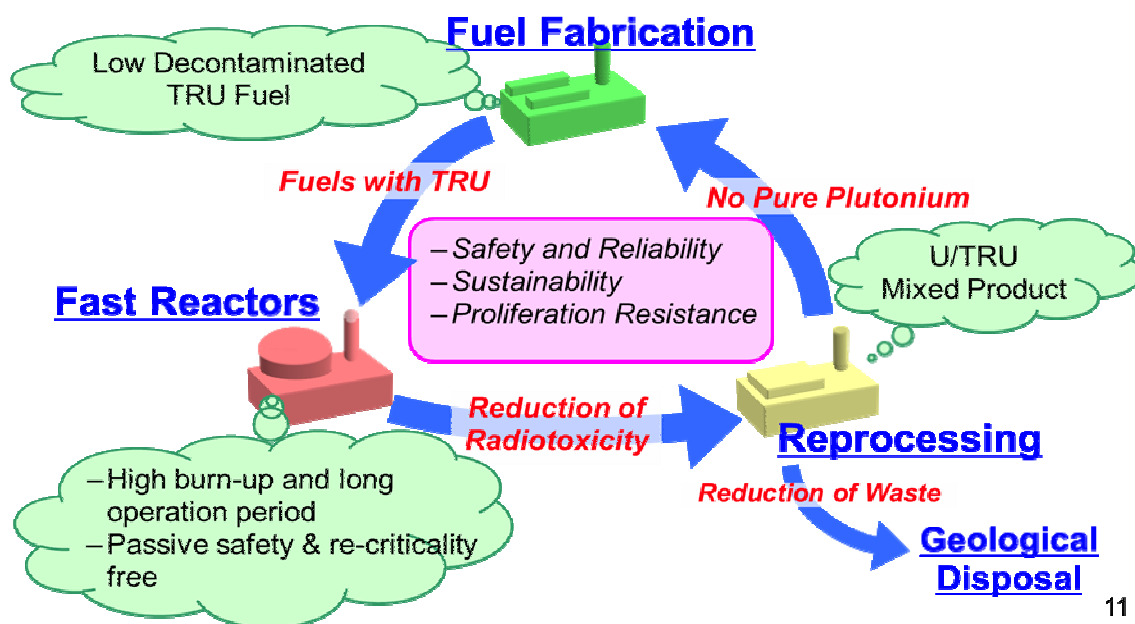 Fuel Fabrication
Low Decontaminated
TRU Fuel
Fuels with TRU
No Pure Plutonium
–Safety and Reliability
–Sustainability
–Proliferation Resistance
U/TRU
Mixed Product
Fast Reactors
Reduction of
Radiotoxicity
Reprocessing
–High burn-up and long
operation period
–Passive safety & re-criticality
free
Reduction of Waste
Geological
Disposal
11